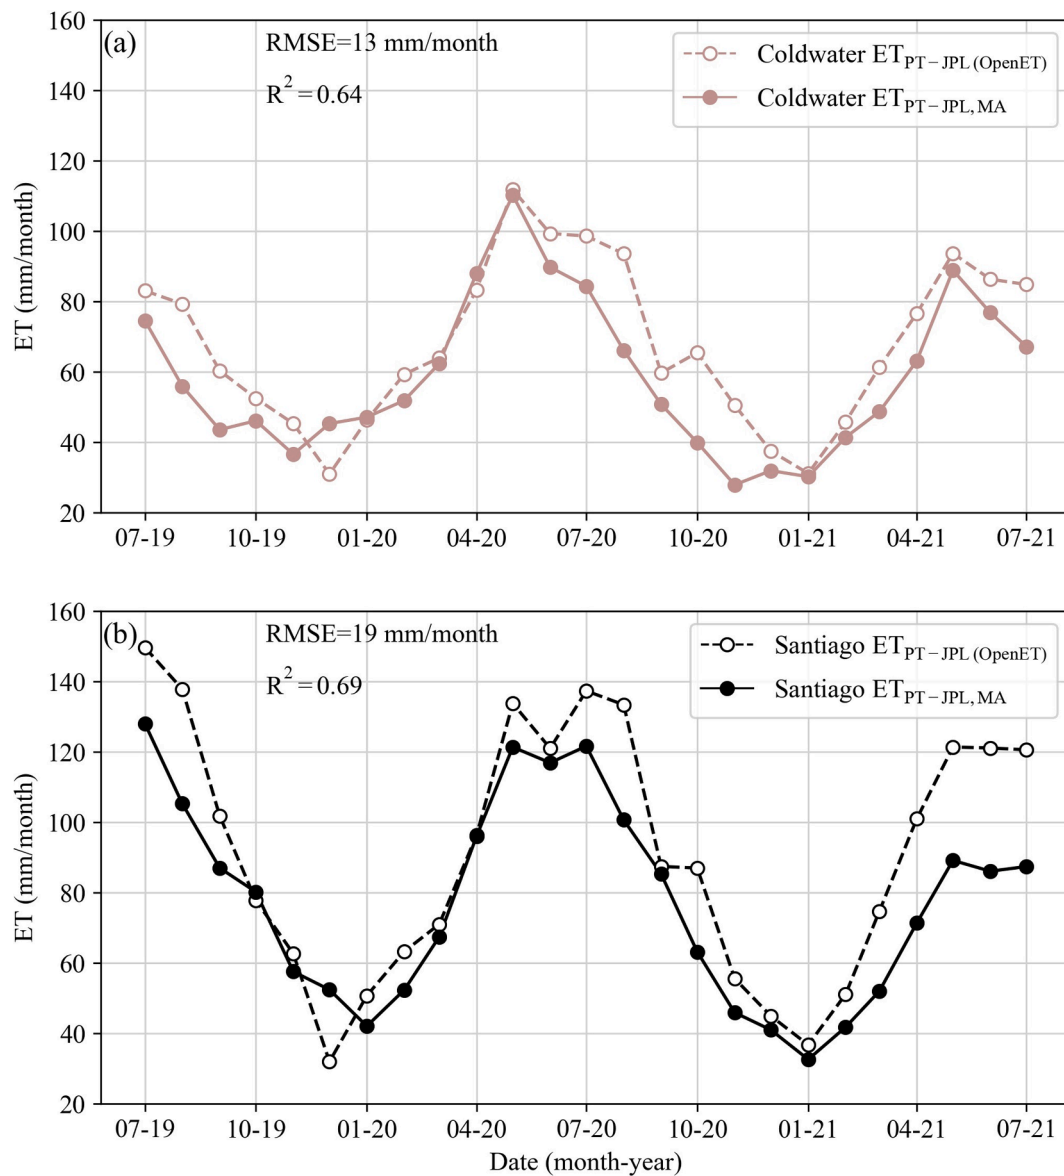 (a)
RMSE=13 mm/month
R² = 0.64
Coldwater ET_PT−JPL (OpenET)
Coldwater ET_PT−JPL, MA
ET (mm/month)
160
140
120
100
80
60
40
20
07-19 10-19 01-20 04-20 07-20 10-20 01-21 04-21 07-21
(b)
RMSE=19 mm/month
R² = 0.69
Santiago ET_PT−JPL (OpenET)
Santiago ET_PT−JPL, MA
ET (mm/month)
160
140
120
100
80
60
40
20
07-19 10-19 01-20 04-20 07-20 10-20 01-21 04-21 07-21
Date (month-year)